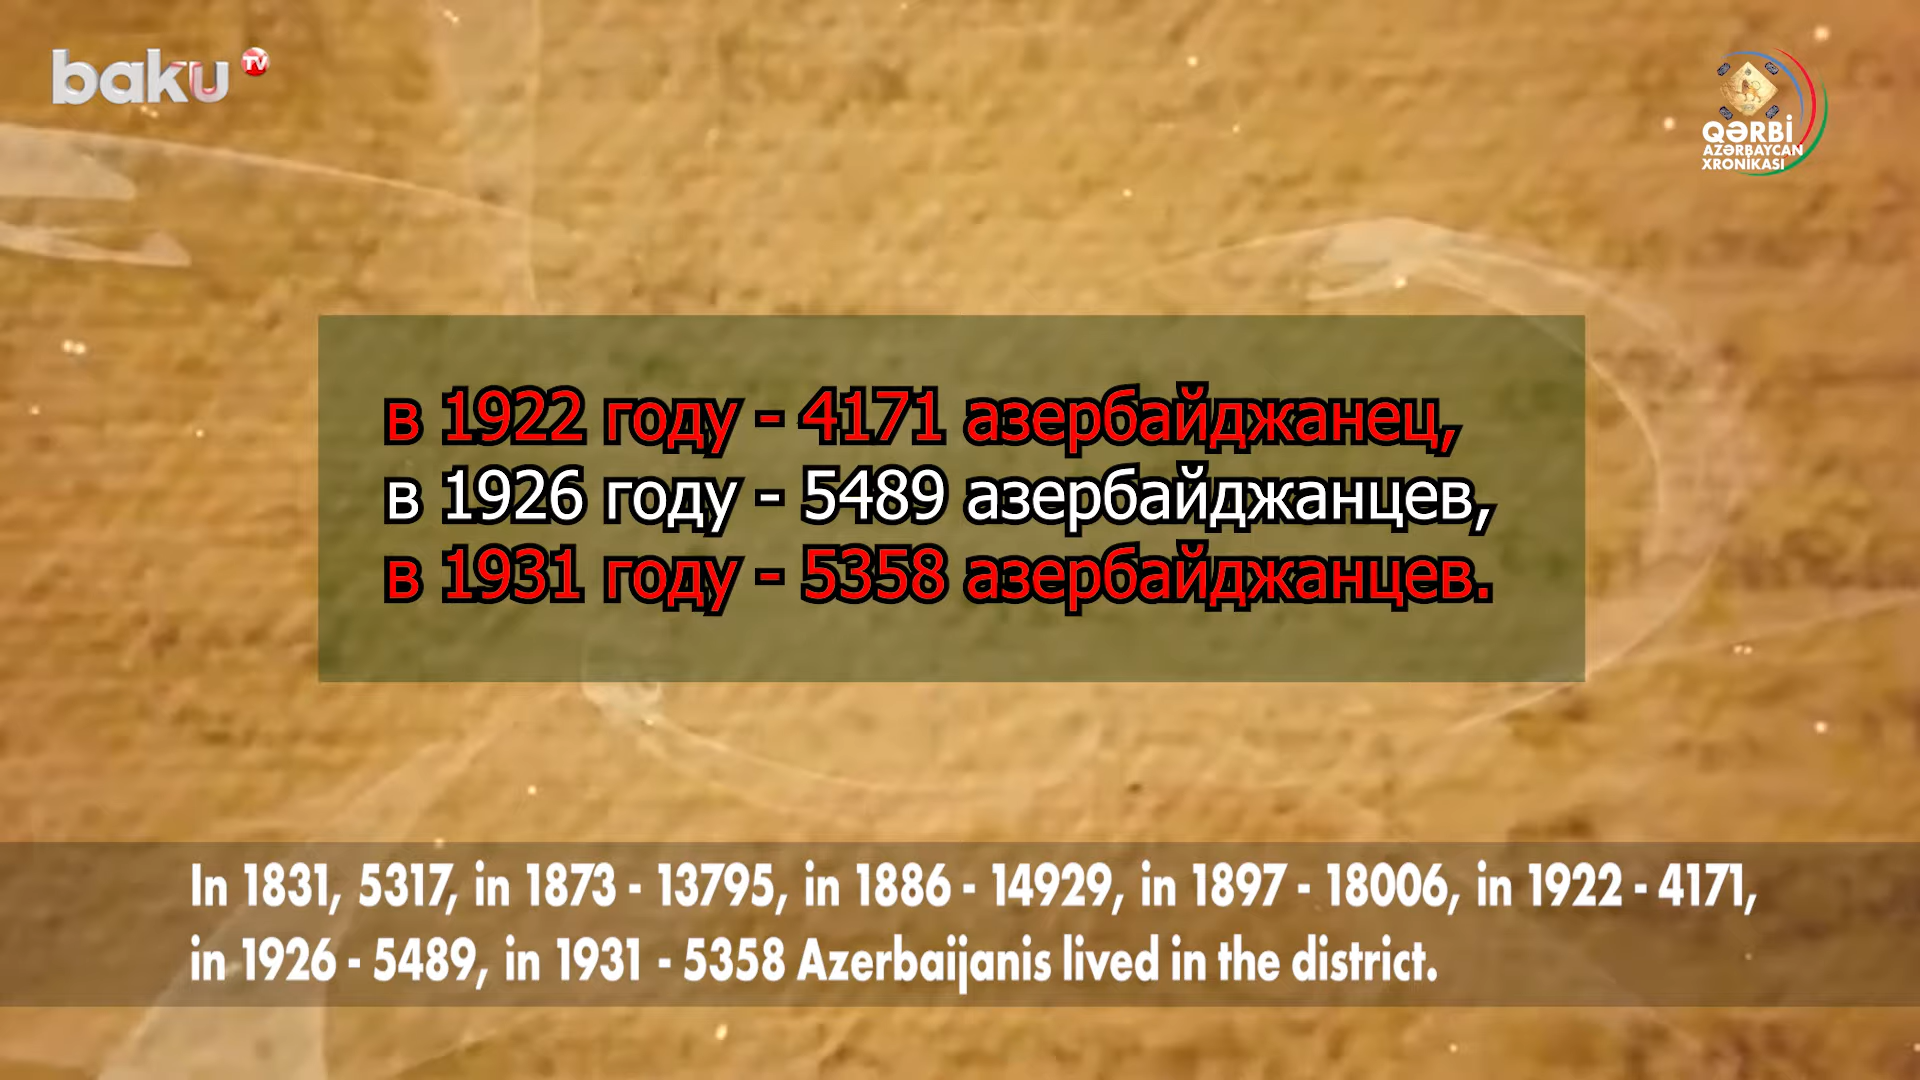 baku TV
QƏRBİ
AZƏRBAYCAN
XRONİKASI
в 1922 году - 4171 азербайджанец,
в 1926 году - 5489 азербайджанцев,
в 1931 году - 5358 азербайджанцев.
In 1831, 5317, in 1873 - 13795, in 1886 - 14929, in 1897 - 18006, in 1922 - 4171,
in 1926 - 5489, in 1931 - 5358 Azerbaijanis lived in the district.